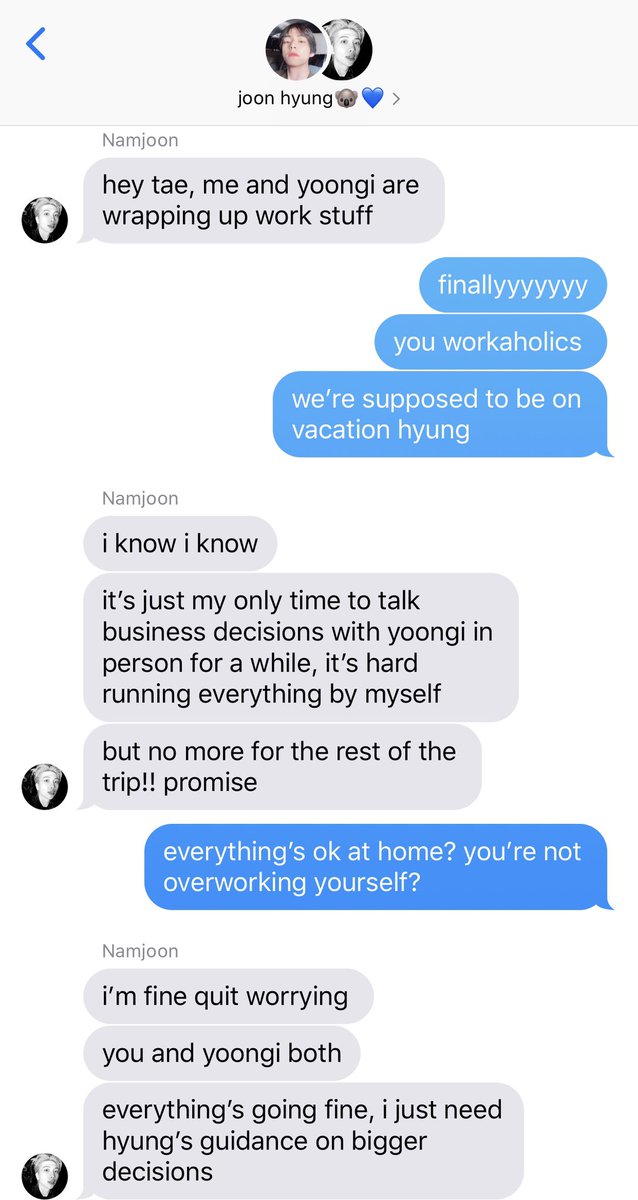 joon hyung🐨💙
Namjoon
hey tae, me and yoongi are
wrapping up work stuff
finallyyyyyyy
you workaholics
we’re supposed to be on
vacation hyung
Namjoon
i know i know
it’s just my only time to talk
business decisions with yoongi in
person for a while, it’s hard
running everything by myself
but no more for the rest of the
trip!! promise
everything’s ok at home? you’re not
overworking yourself?
Namjoon
i’m fine quit worrying
you and yoongi both
everything’s going fine, i just need
hyung’s guidance on bigger
decisions